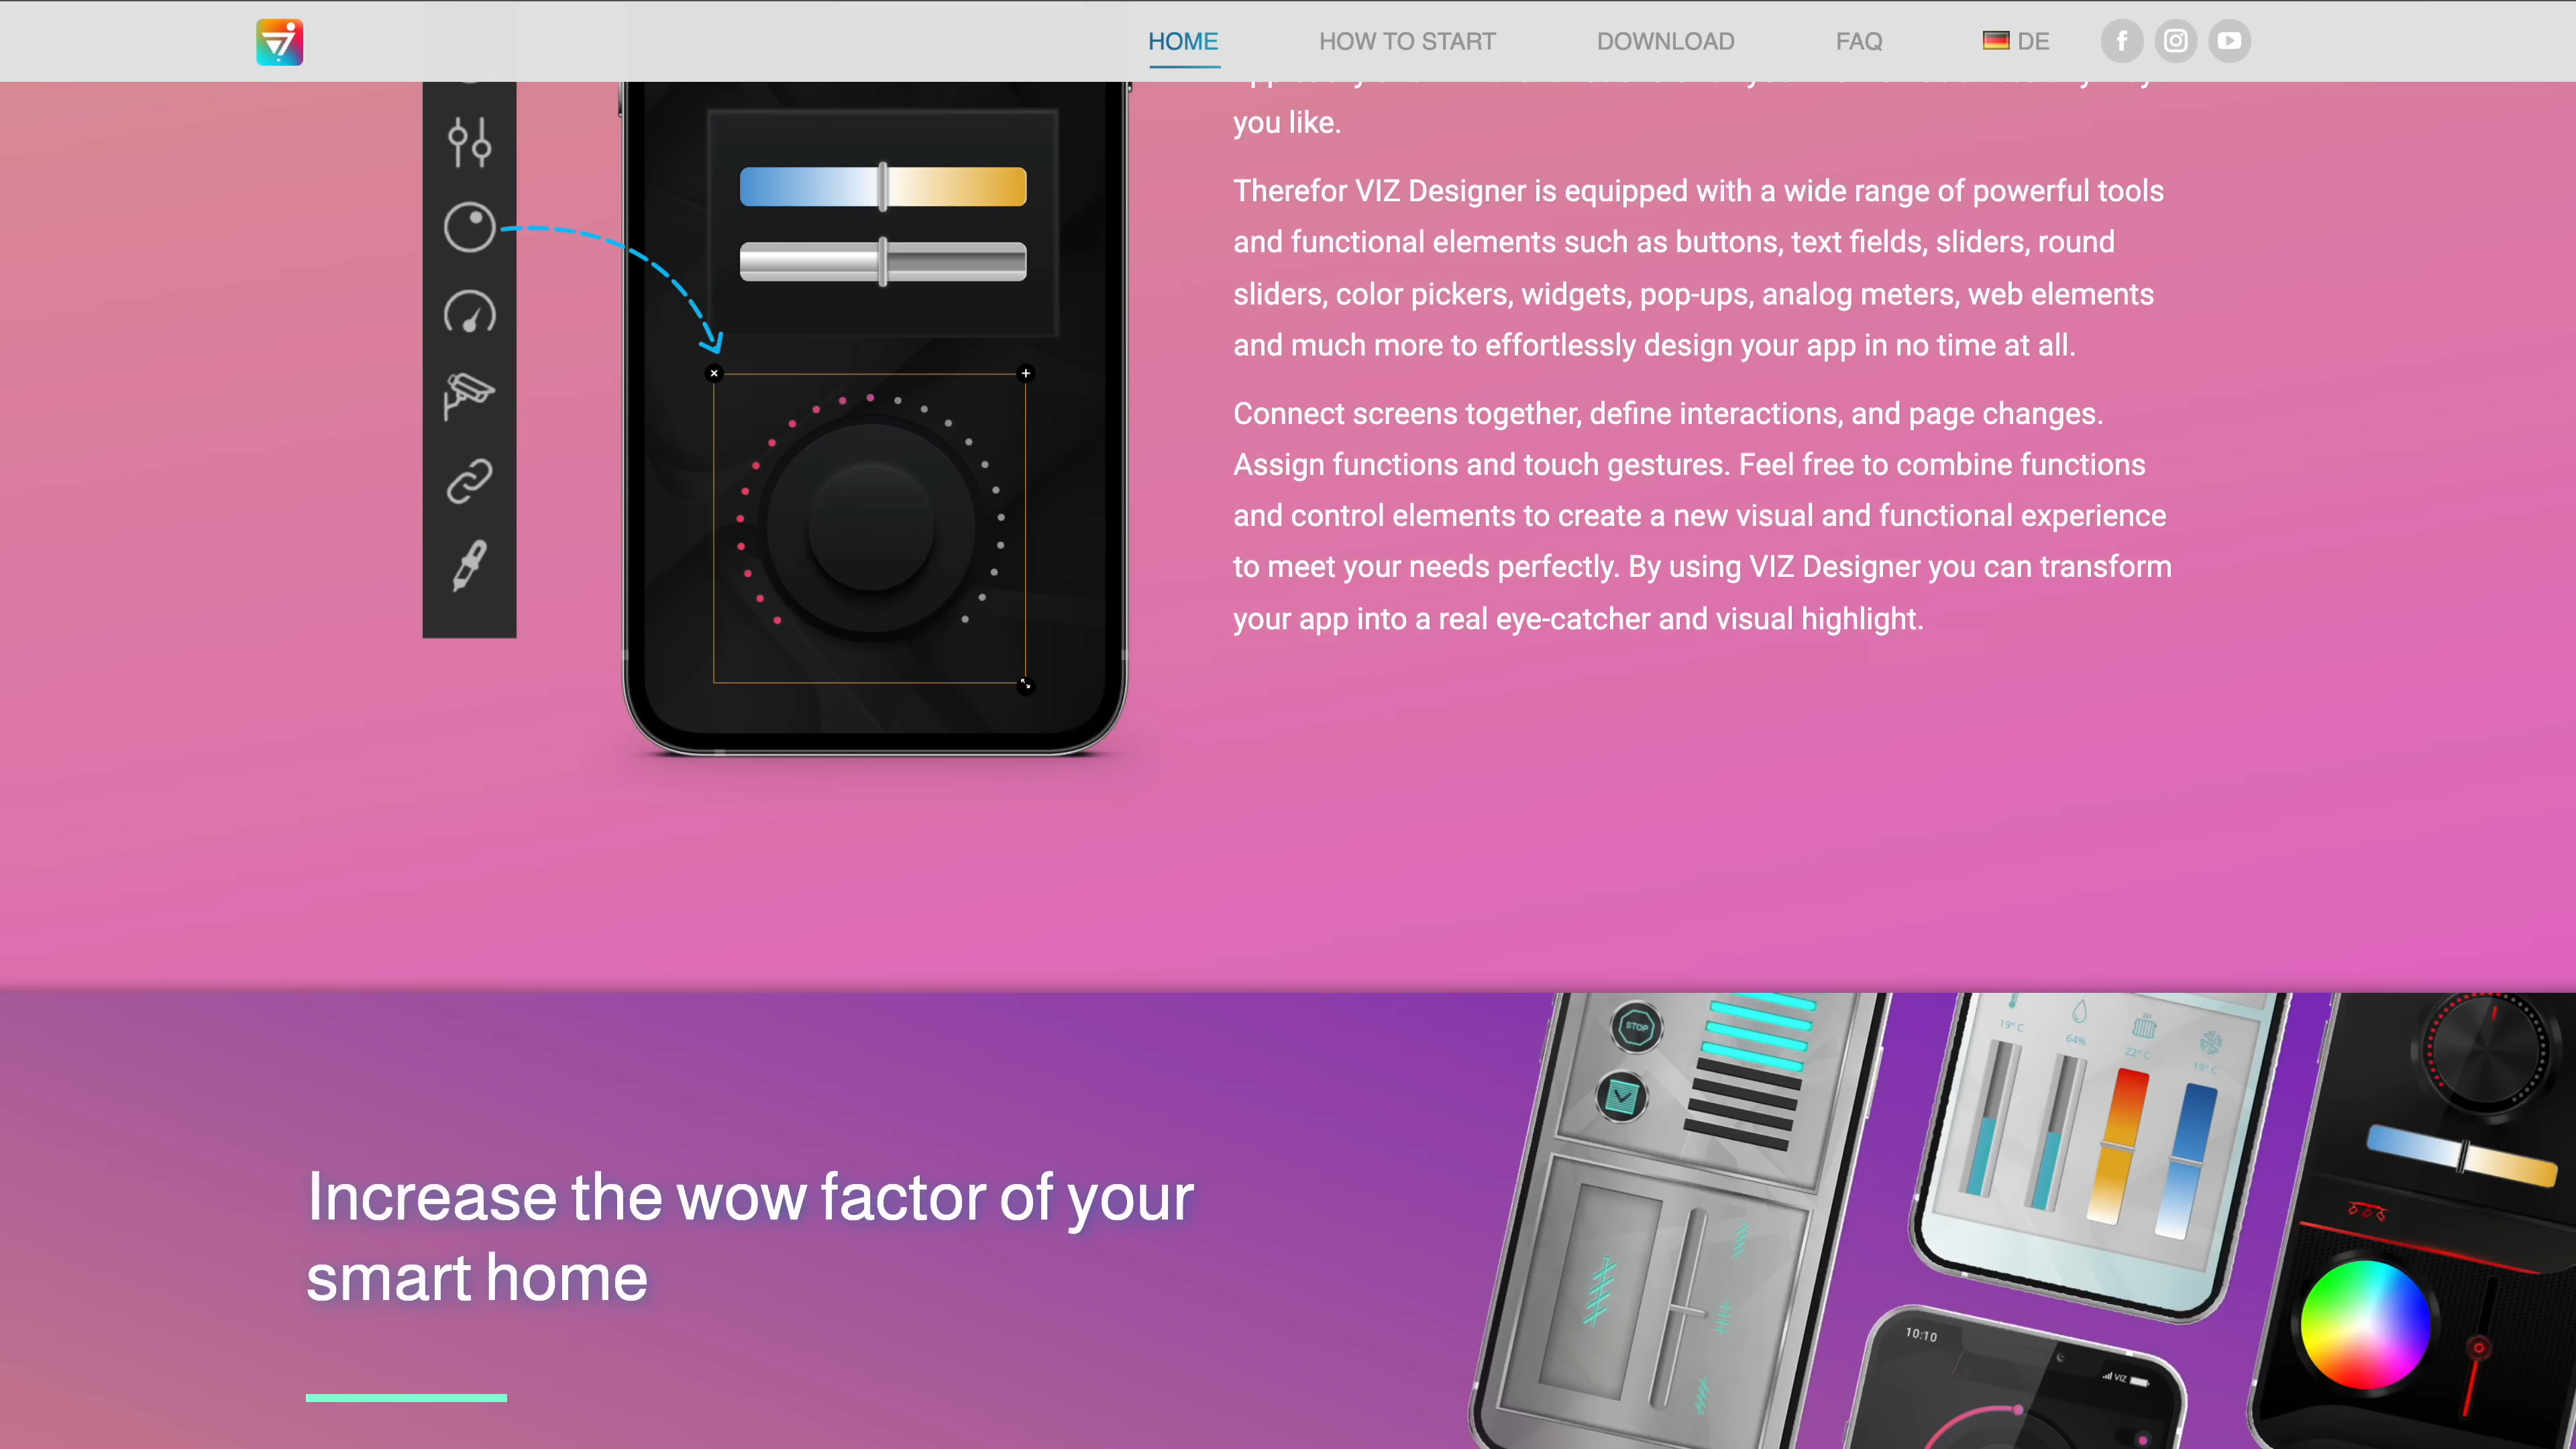 HOME HOW TO START DOWNLOAD FAQ DE
you like.
Therefor VIZ Designer is equipped with a wide range of powerful tools
and functional elements such as buttons, text fields, sliders, round
sliders, color pickers, widgets, pop-ups, analog meters, web elements
and much more to effortlessly design your app in no time at all.
Connect screens together, define interactions, and page changes.
Assign functions and touch gestures. Feel free to combine functions
and control elements to create a new visual and functional experience
to meet your needs perfectly. By using VIZ Designer you can transform
your app into a real eye-catcher and visual highlight.
STOP
19° C
64%
22° C
19° C
Increase the wow factor of your
smart home
10:10
VIZ